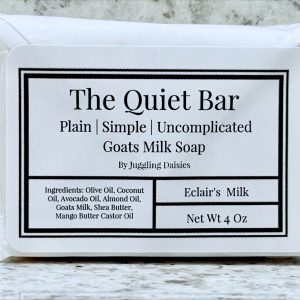 The Quiet Bar
Plain | Simple | Uncomplicated
Goats Milk Soap
By Juggling Daisies
Ingredients: Olive Oil, Coconut
Oil, Avocado Oil, Almond Oil,
Goats Milk, Shea Butter,
Mango Butter Castor Oil
Eclair's Milk
Net Wt 4 Oz